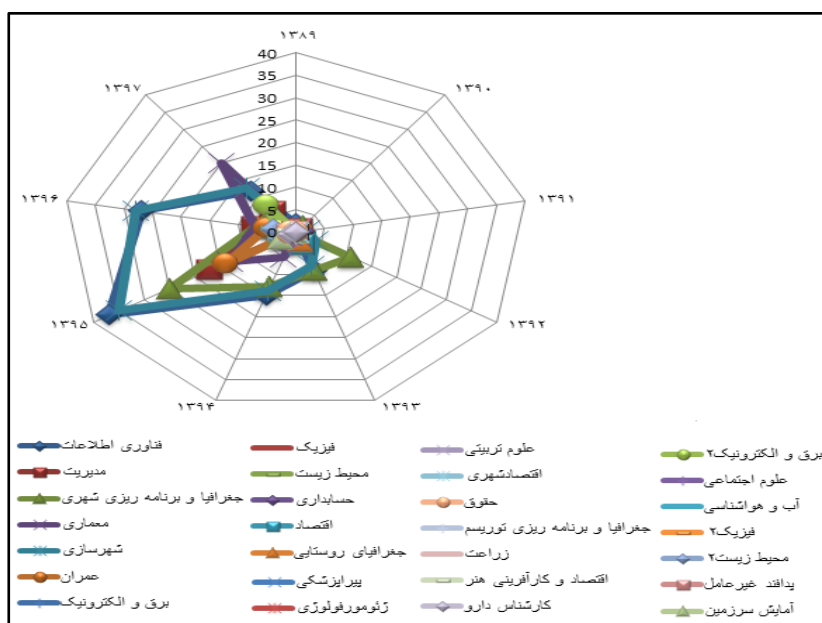 ۱۳۸۹
۱۳۹۰
۱۳۹۱
۱۳۹۲
۱۳۹۳
۱۳۹۴
۱۳۹۵
۱۳۹۶
۱۳۹۷
40
35
30
25
20
15
10
5
0
فناوری اطلاعات
مدیریت
جغرافیا و برنامه ریزی شهری
معماری
شهرسازی
عمران
برق و الکترونیک
فیزیک
محیط زیست
حسابداری
اقتصاد
جغرافیای روستایی
پیراپزشکی
ژئومورفولوژی
علوم تربیتی
اقتصادشهری
حقوق
جغرافیا و برنامه ریزی توریسم
زراعت
اقتصاد و کارآفرینی هنر
کارشناس دارو
برق و الکترونیک۲
علوم اجتماعی
آب و هواشناسی
فیزیک۲
محیط زیست۲
پدافند غیرعامل
آمایش سرزمین